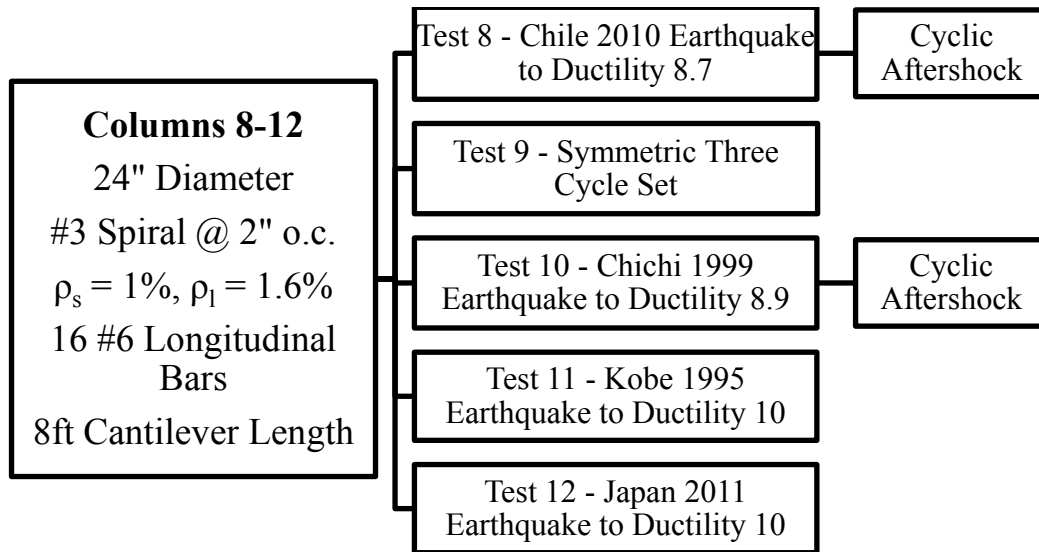 Columns 8-12
24" Diameter
#3 Spiral @ 2" o.c.
ρs = 1%, ρl = 1.6%
16 #6 Longitudinal
Bars
8ft Cantilever Length
Test 8 - Chile 2010 Earthquake
to Ductility 8.7
Cyclic
Aftershock
Test 9 - Symmetric Three
Cycle Set
Test 10 - Chichi 1999
Earthquake to Ductility 8.9
Cyclic
Aftershock
Test 11 - Kobe 1995
Earthquake to Ductility 10
Test 12 - Japan 2011
Earthquake to Ductility 10